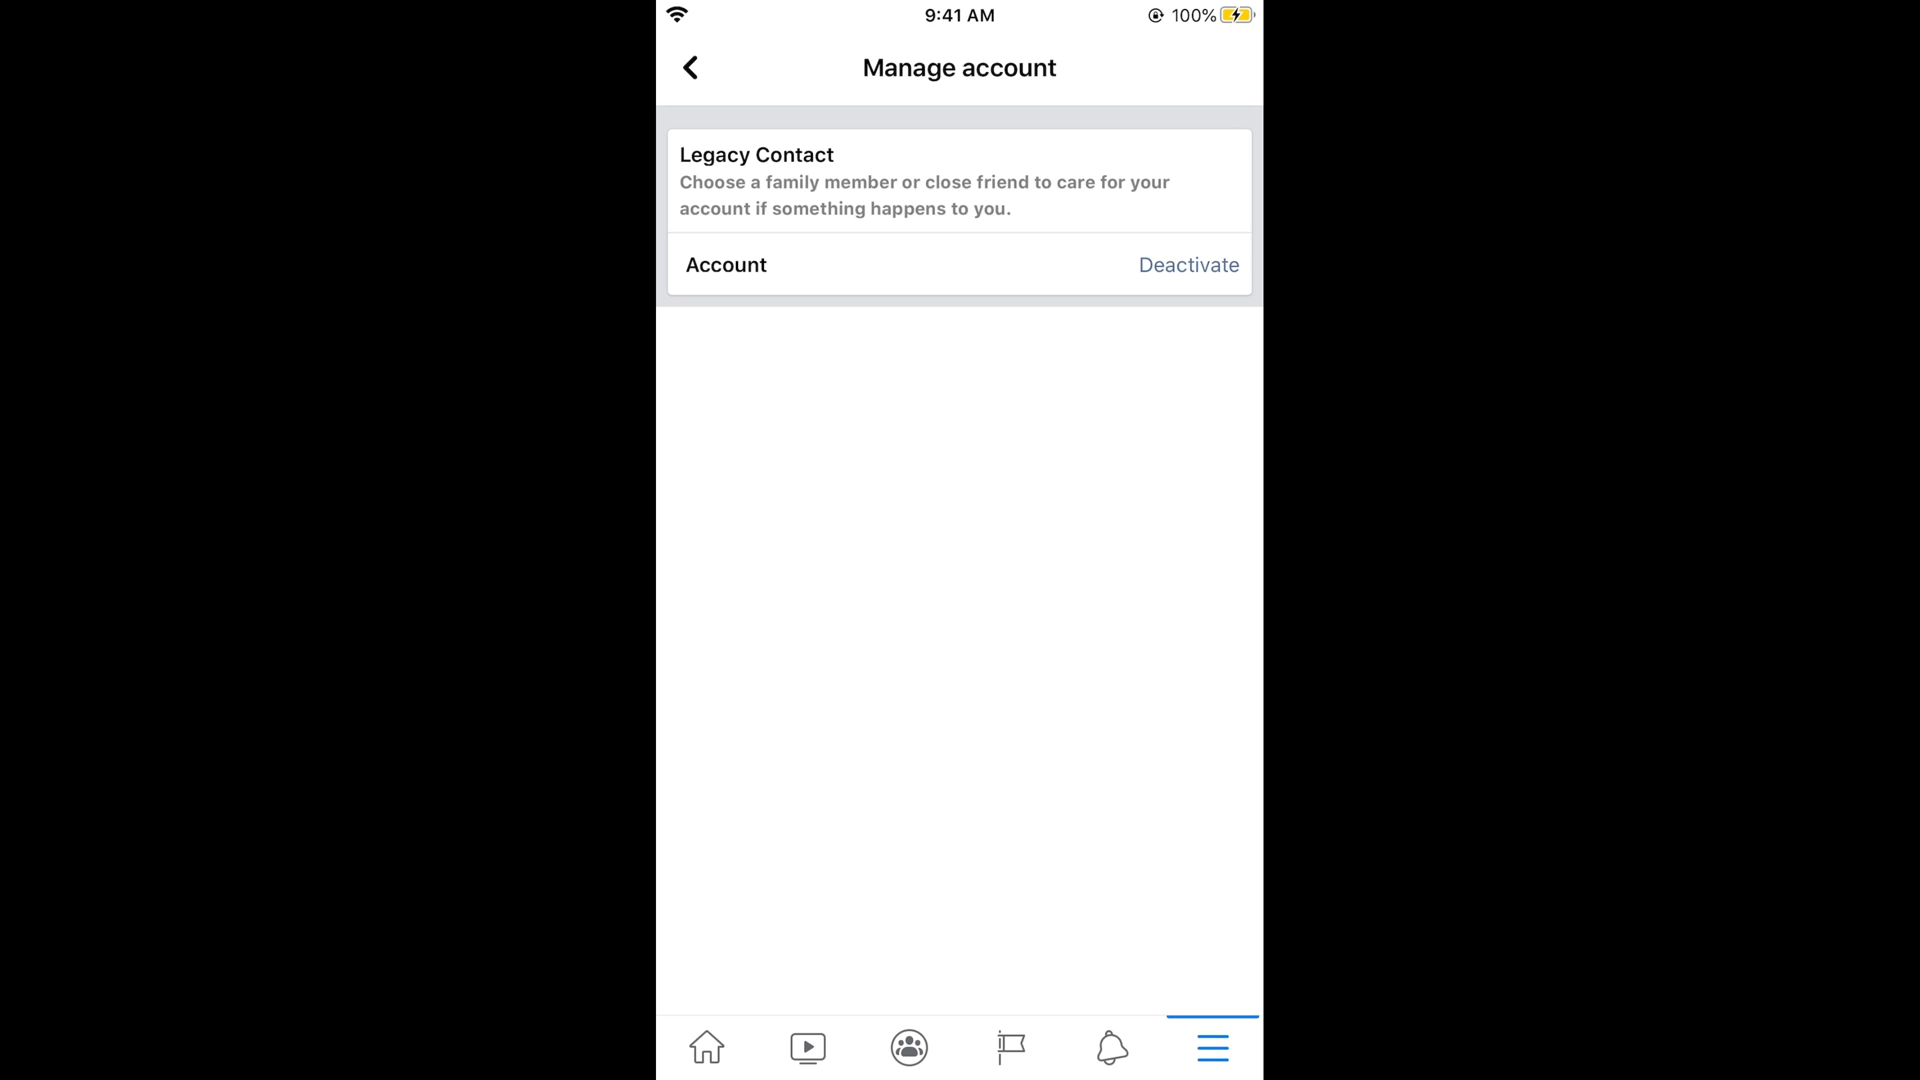 9:41 AM
100%
Manage account
Legacy Contact
Choose a family member or close friend to care for your
account if something happens to you.
Account
Deactivate